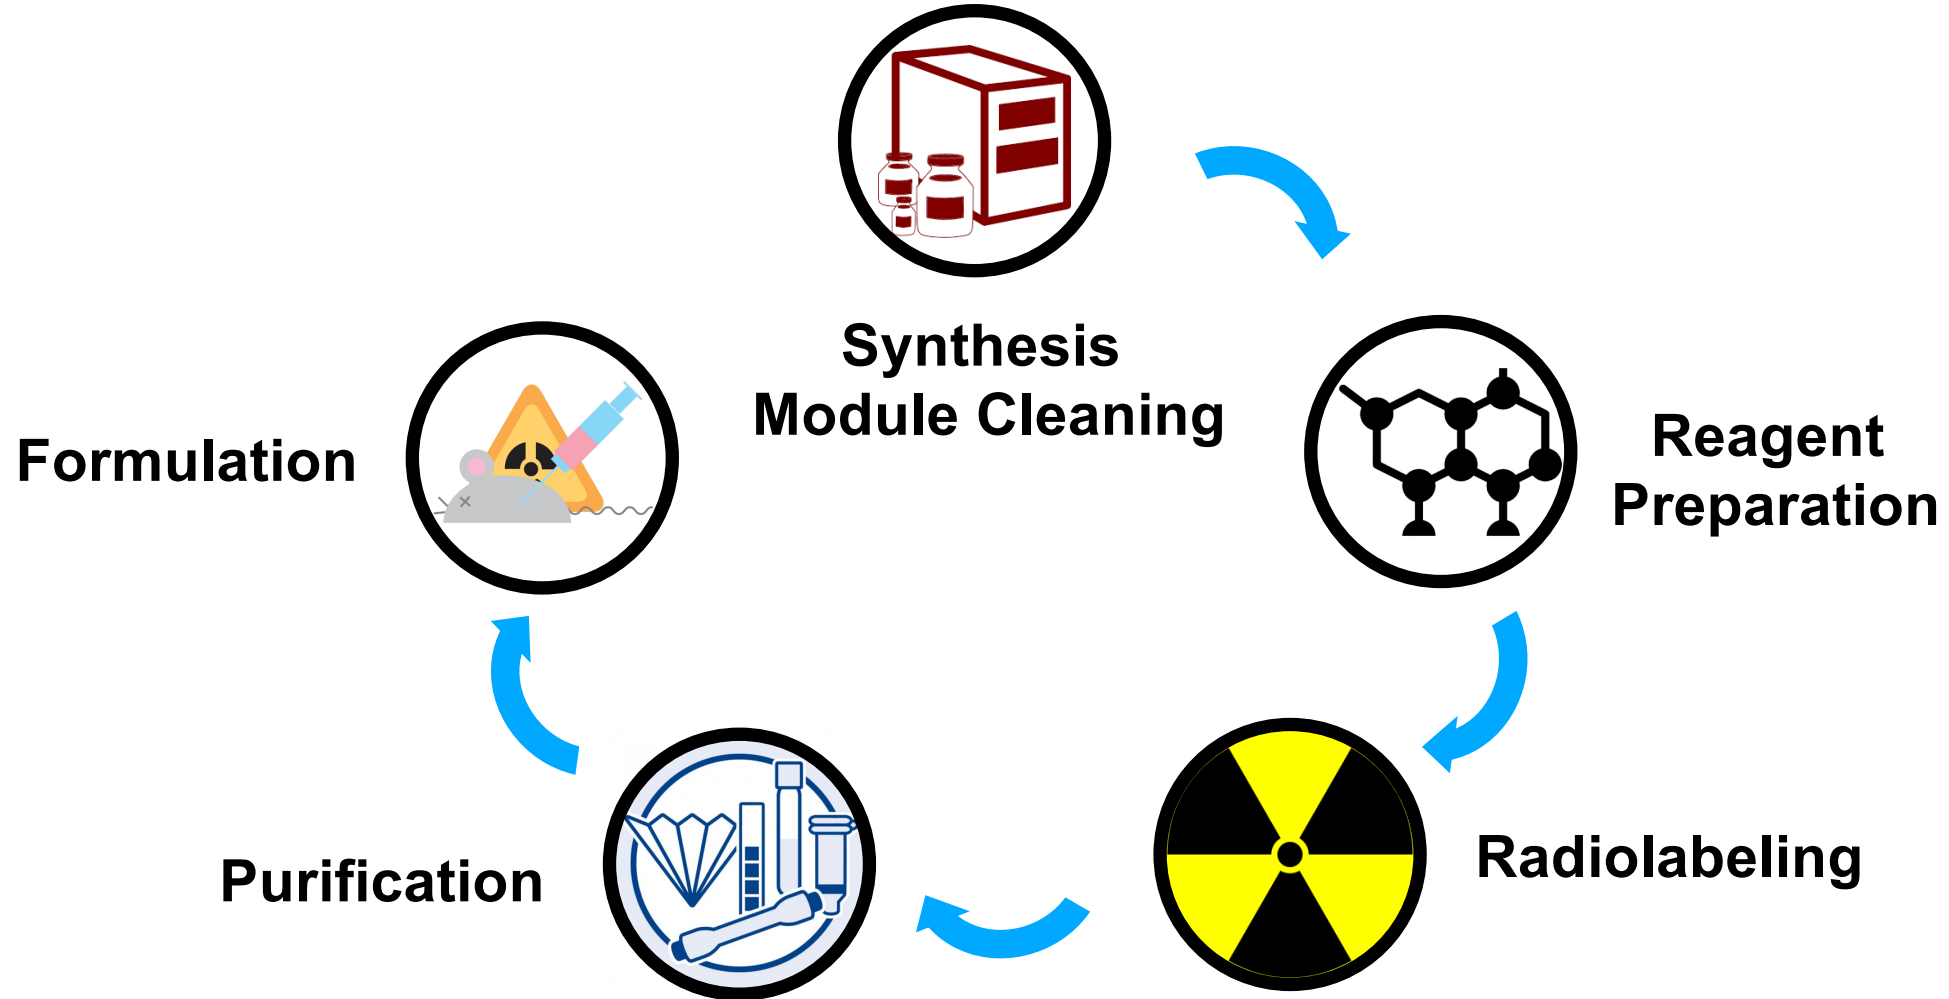 Synthesis
Module Cleaning
Reagent
Preparation
Radiolabeling
Purification
Formulation